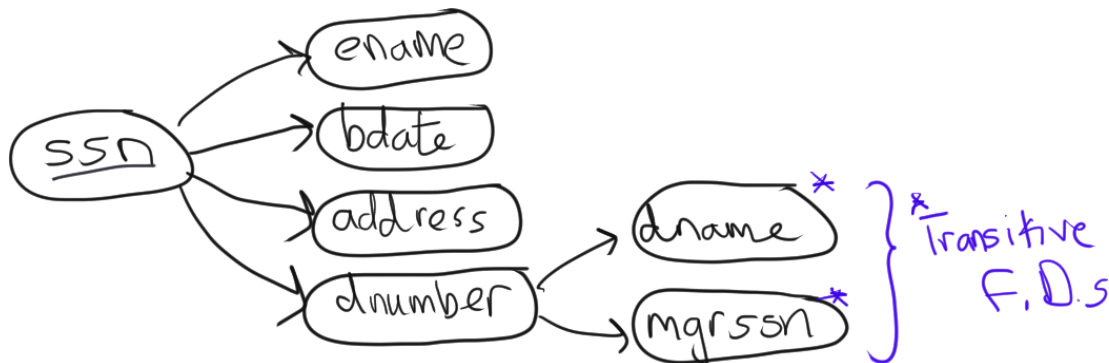 ename
ssn
bdate
address
dname *
dnumber
mgrssn *
* Transitive
F.D.s